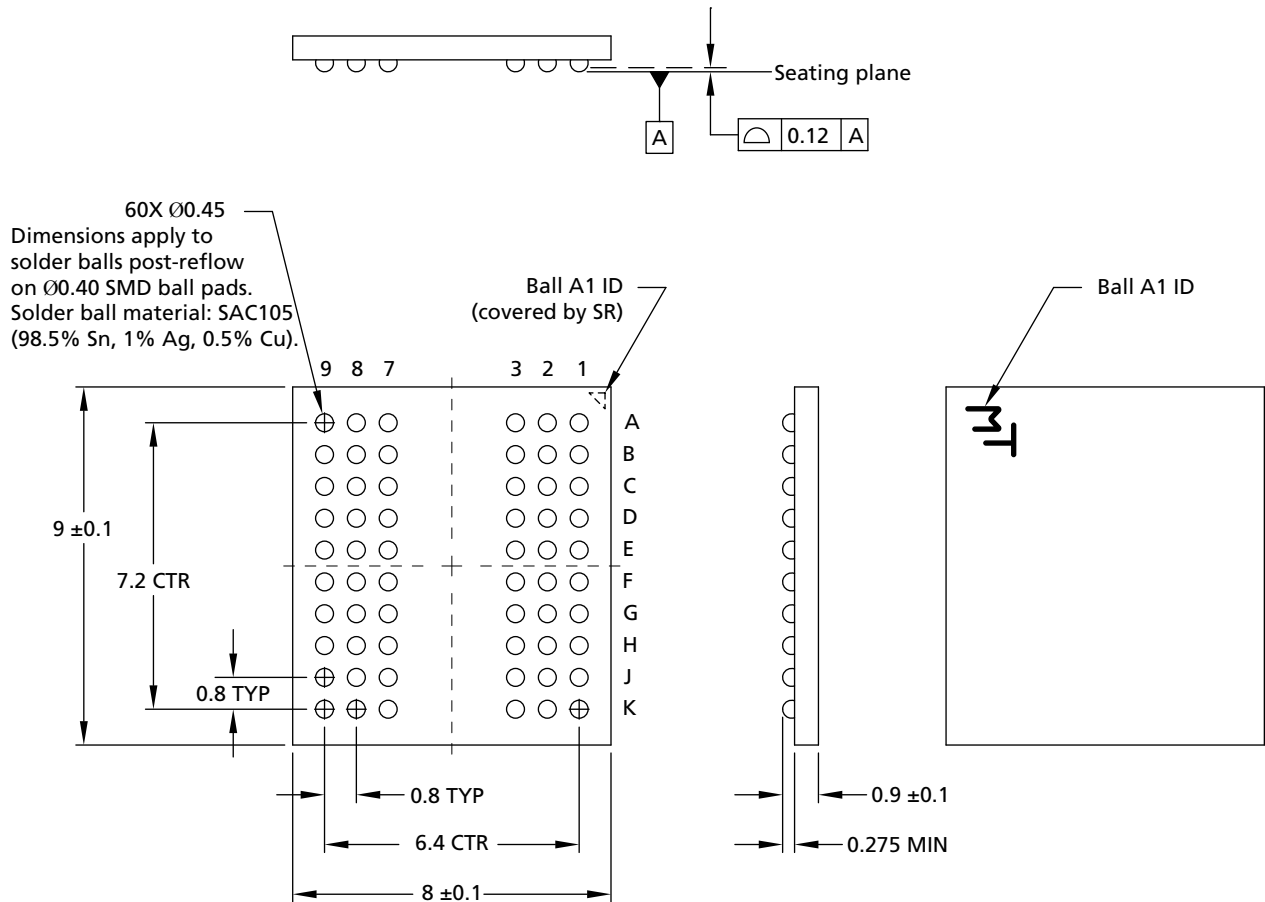 Seating plane
A
0.12 A
60X Ø0.45
Dimensions apply to
solder balls post-reflow
on Ø0.40 SMD ball pads.
Solder ball material: SAC105
(98.5% Sn, 1% Ag, 0.5% Cu).
Ball A1 ID
(covered by SR)
Ball A1 ID
9 8 7 3 2 1
A
B
C
D
E
F
G
H
J
K
9 ±0.1
7.2 CTR
0.8 TYP
0.8 TYP
6.4 CTR
8 ±0.1
0.9 ±0.1
0.275 MIN